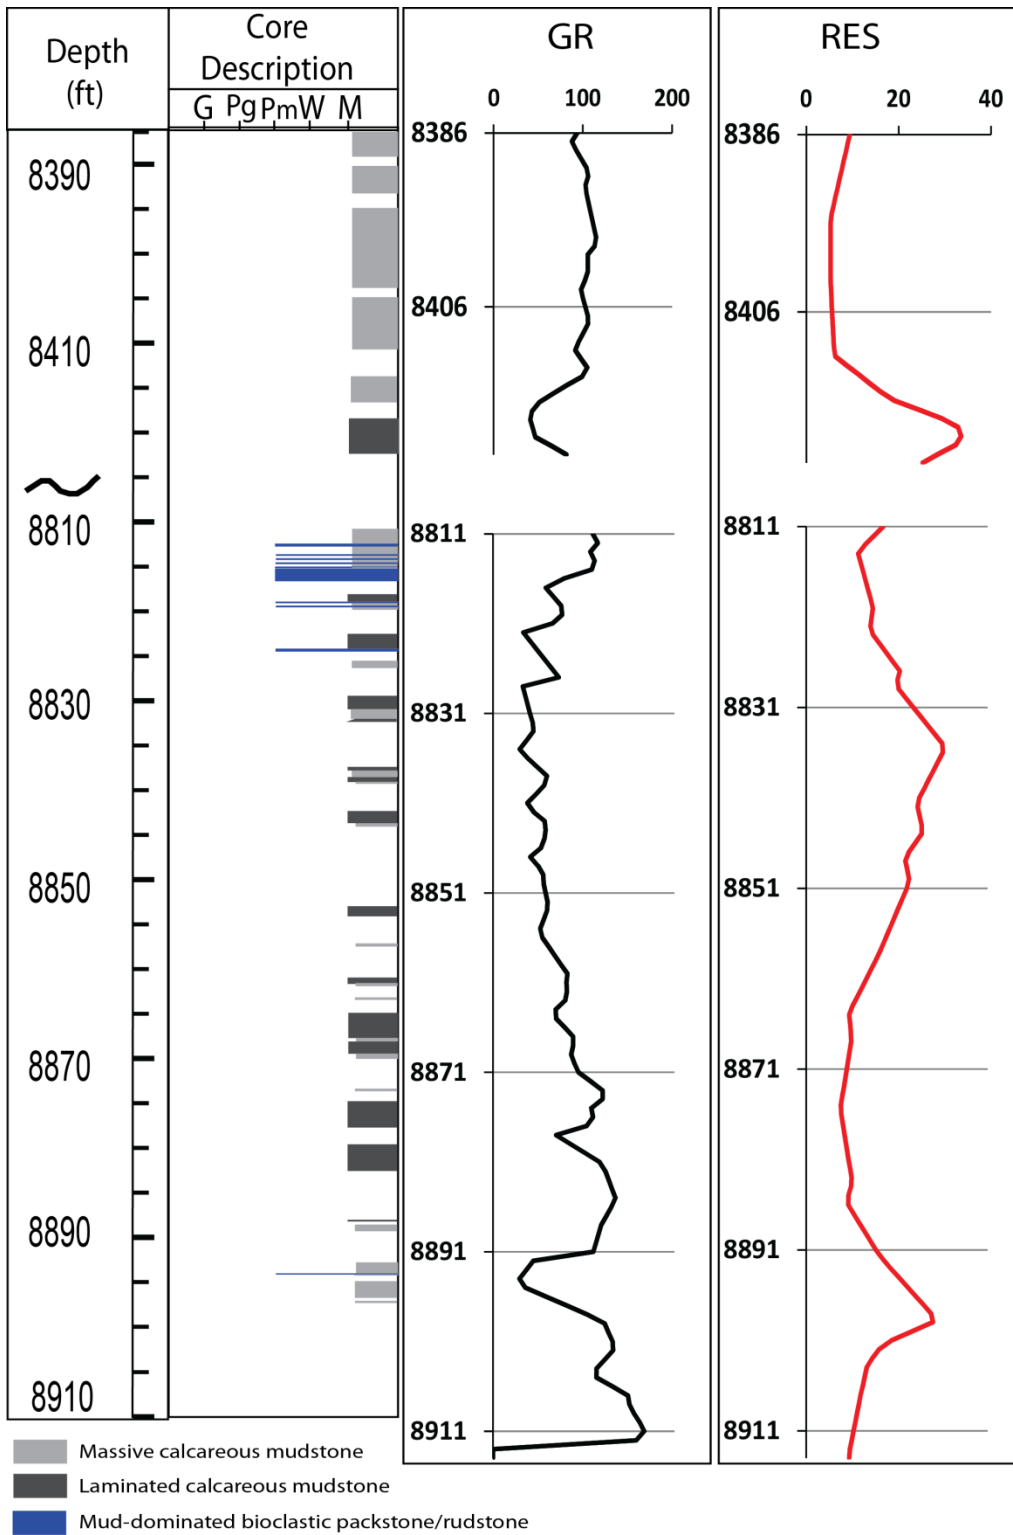 Depth
(ft)
Core
Description
G Pg Pm W M
GR
RES
0 100 200
0 10 20 40
8390
8410
8810
8830
8850
8870
8890
8910
8386
8406
8811
8831
8851
8871
8891
8911
8386
8406
8811
8831
8851
8871
8891
8911
Massive calcareous mudstone
Laminated calcareous mudstone
Mud-dominated bioclastic packstone/rudstone